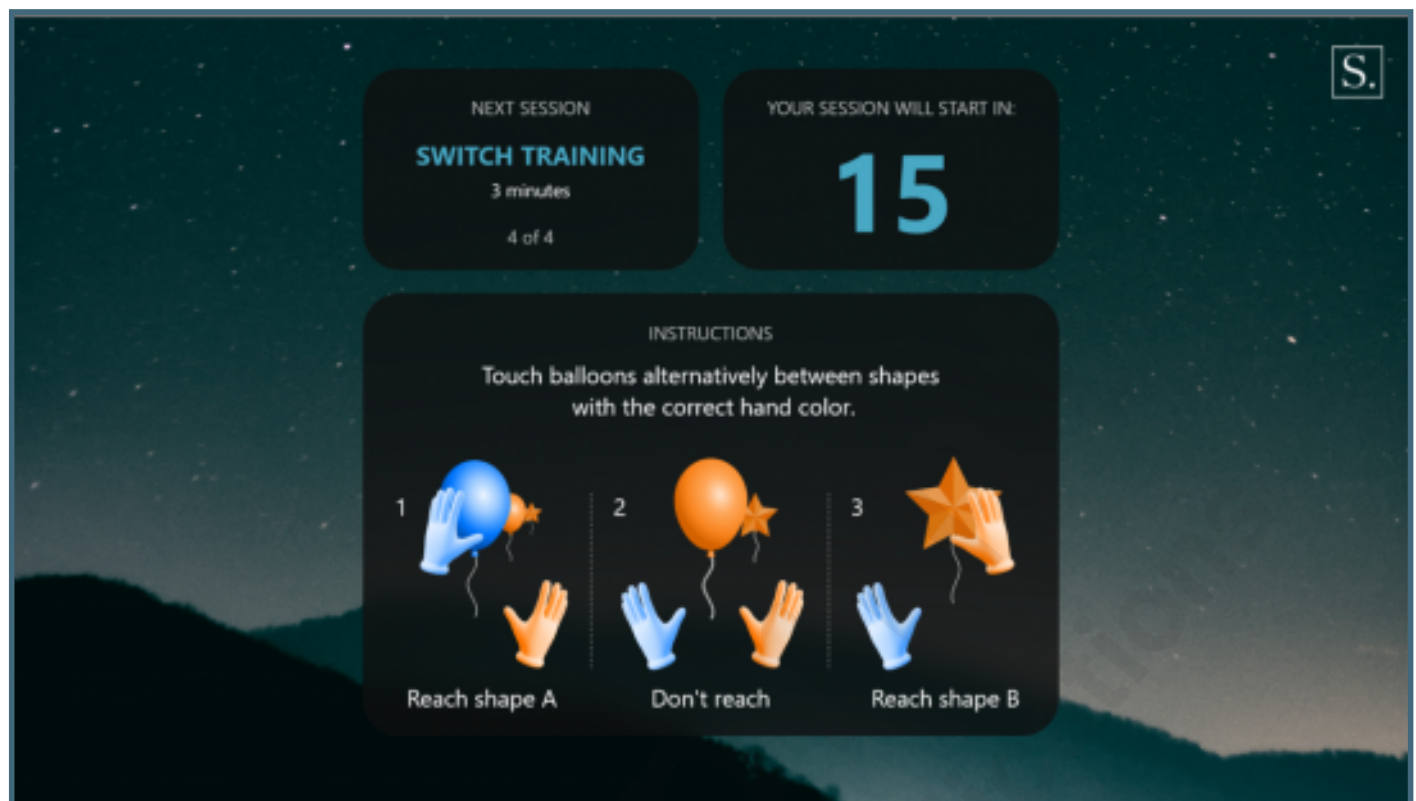 S.
NEXT SESSION
SWITCH TRAINING
3 minutes
4 of 4
YOUR SESSION WILL START IN:
15
INSTRUCTIONS
Touch balloons alternatively between shapes
with the correct hand color.
1
2
3
Reach shape A
Don't reach
Reach shape B